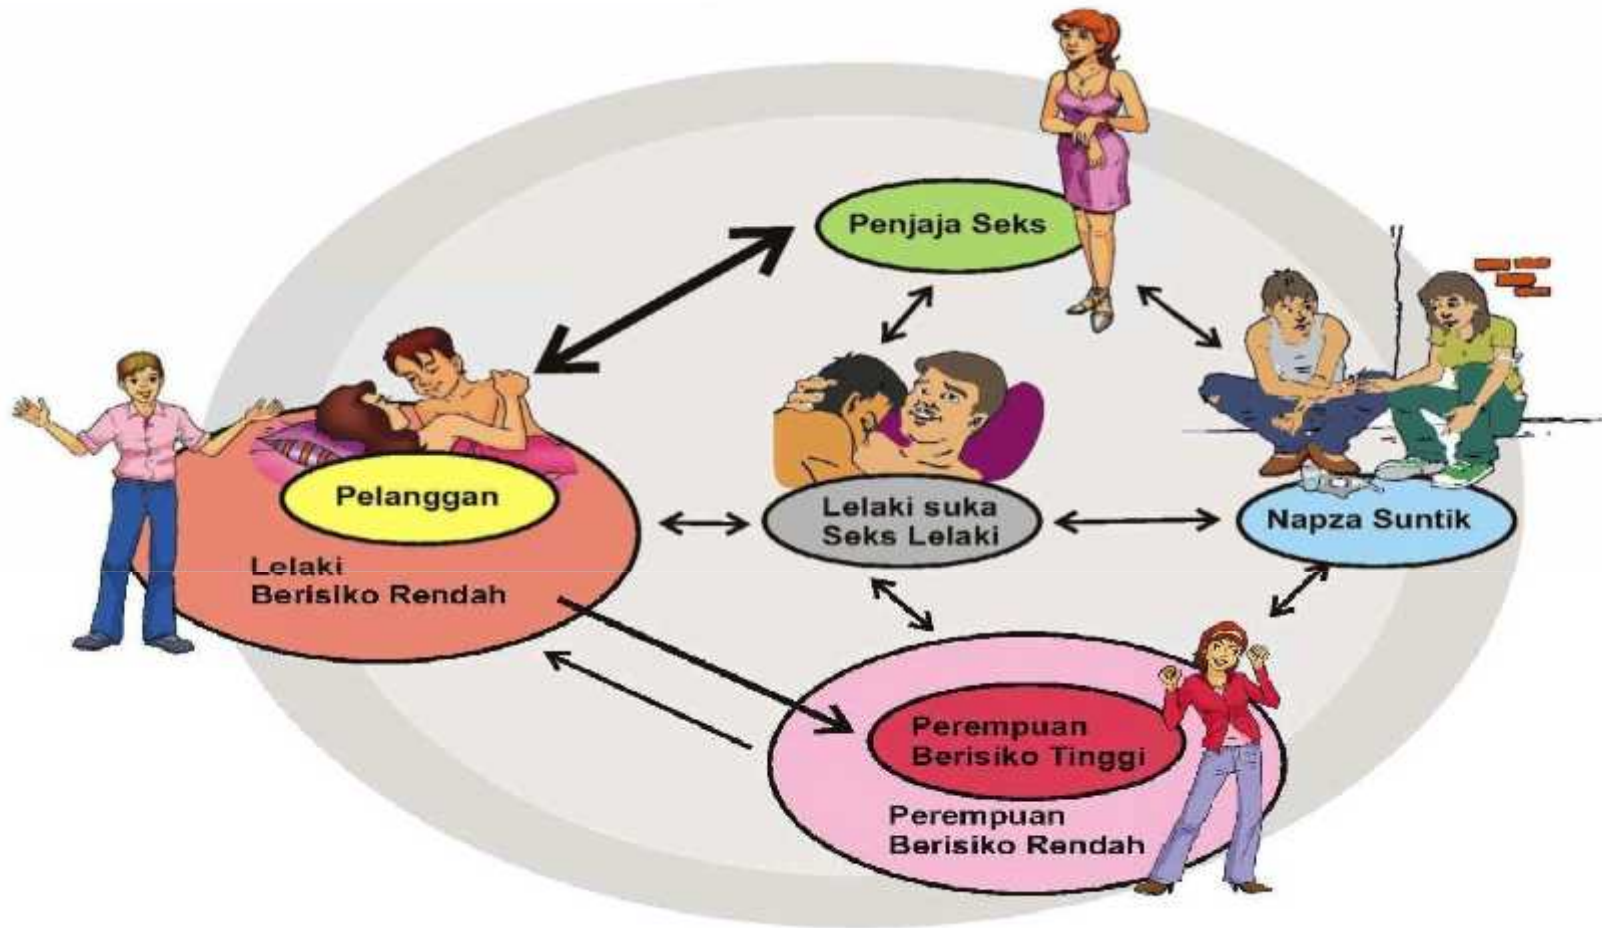 Penjaja Seks
Pelanggan
Lelaki
Berisiko Rendah
Lelaki suka
Seks Lelaki
Napza Suntik
Perempuan
Berisiko Tinggi
Perempuan
Berisiko Rendah